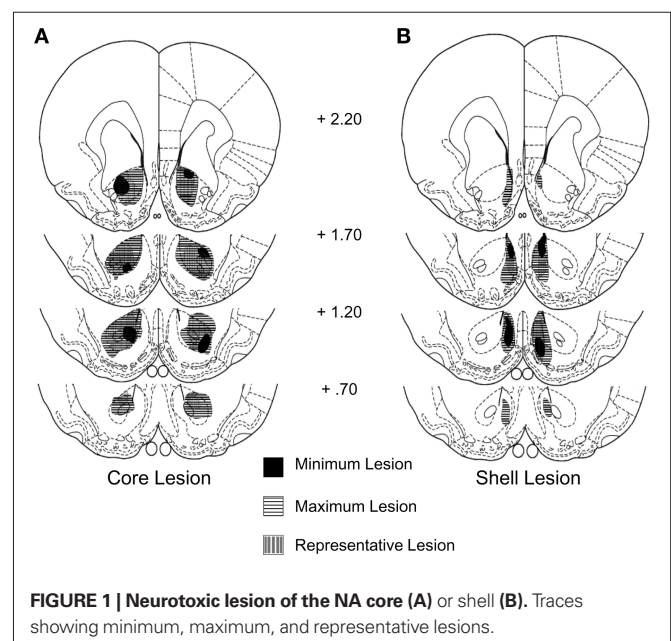 A B
+ 2.20
+ 1.70
+ 1.20
+ .70
Core Lesion Shell Lesion
Minimum Lesion
Maximum Lesion
Representative Lesion
FIGURE 1 | Neurotoxic lesion of the NA core (A) or shell (B). Traces
showing minimum, maximum, and representative lesions.